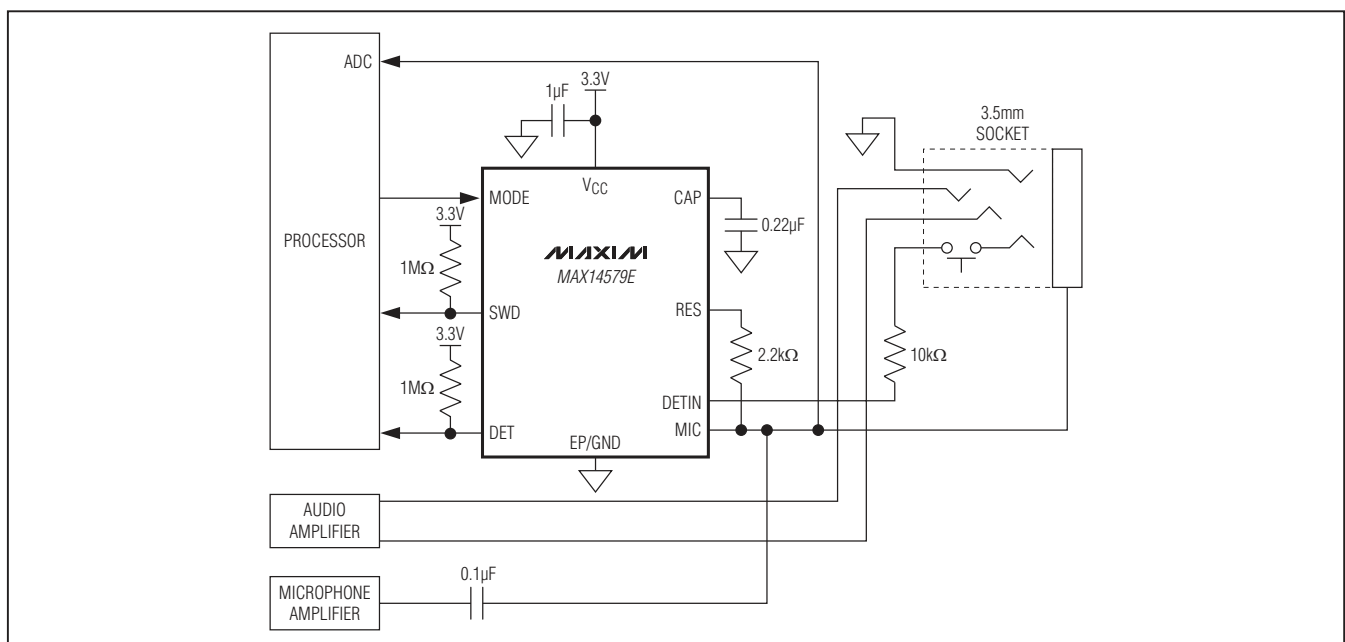 ADC
3.3V
1µF
3.5mm
SOCKET
VCC
MODE
CAP
3.3V
0.22µF
PROCESSOR
MAXIM
MAX14579E
1MΩ
SWD
RES
3.3V
2.2kΩ
10kΩ
1MΩ
DETIN
DET
MIC
EP/GND
AUDIO
AMPLIFIER
0.1µF
MICROPHONE
AMPLIFIER